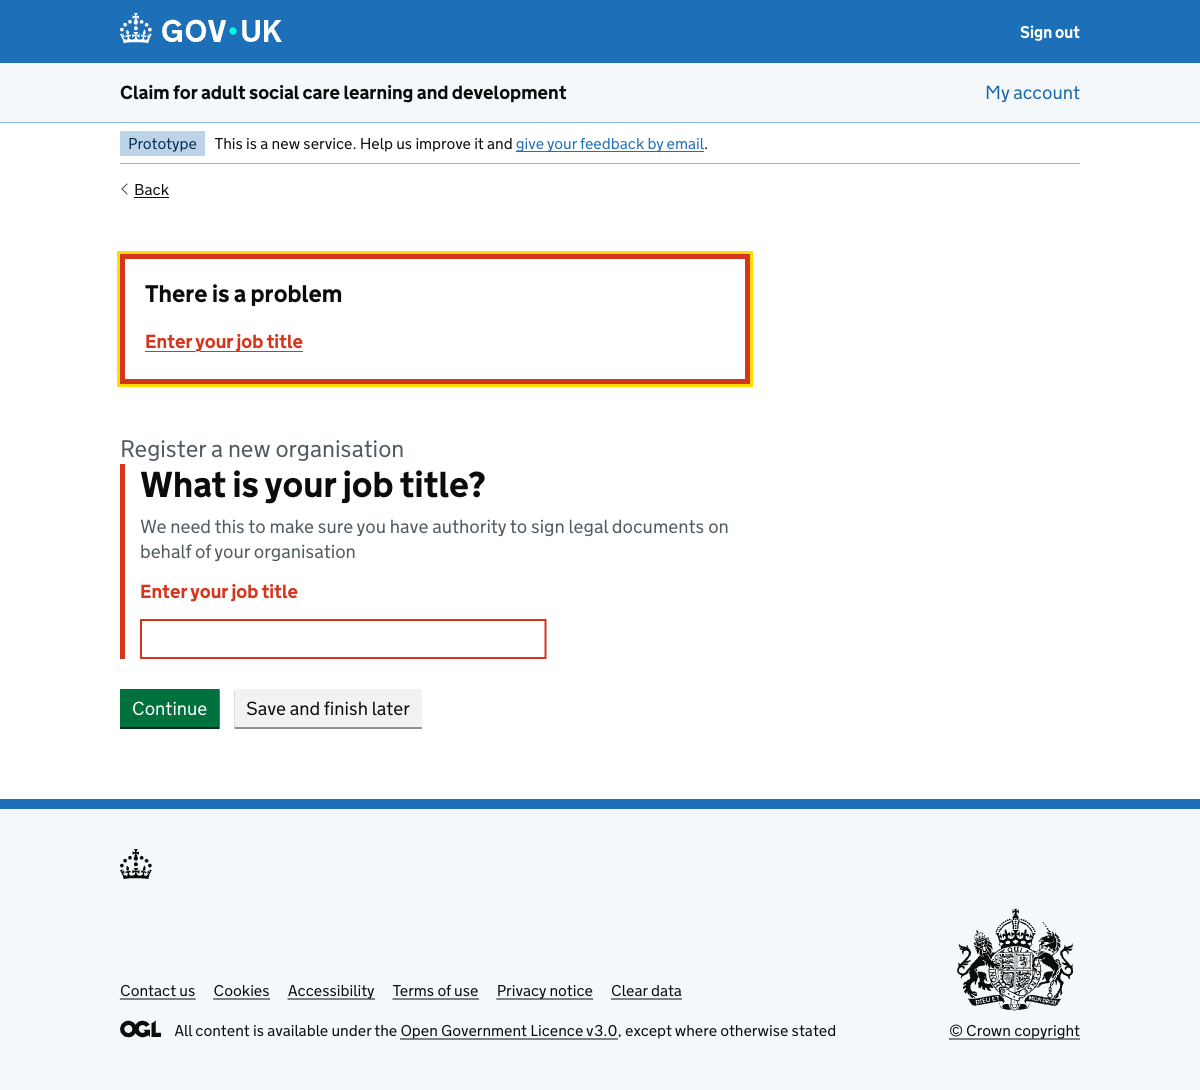 GOV·UK
Sign out
Claim for adult social care learning and development
My account
Prototype This is a new service. Help us improve it and give your feedback by email.
Back
There is a problem
Enter your job title
Register a new organisation
What is your job title?
We need this to make sure you have authority to sign legal documents on
behalf of your organisation
Enter your job title
Continue
Save and finish later
Contact us Cookies Accessibility Terms of use Privacy notice Clear data
OGL All content is available under the Open Government Licence v3.0, except where otherwise stated
© Crown copyright